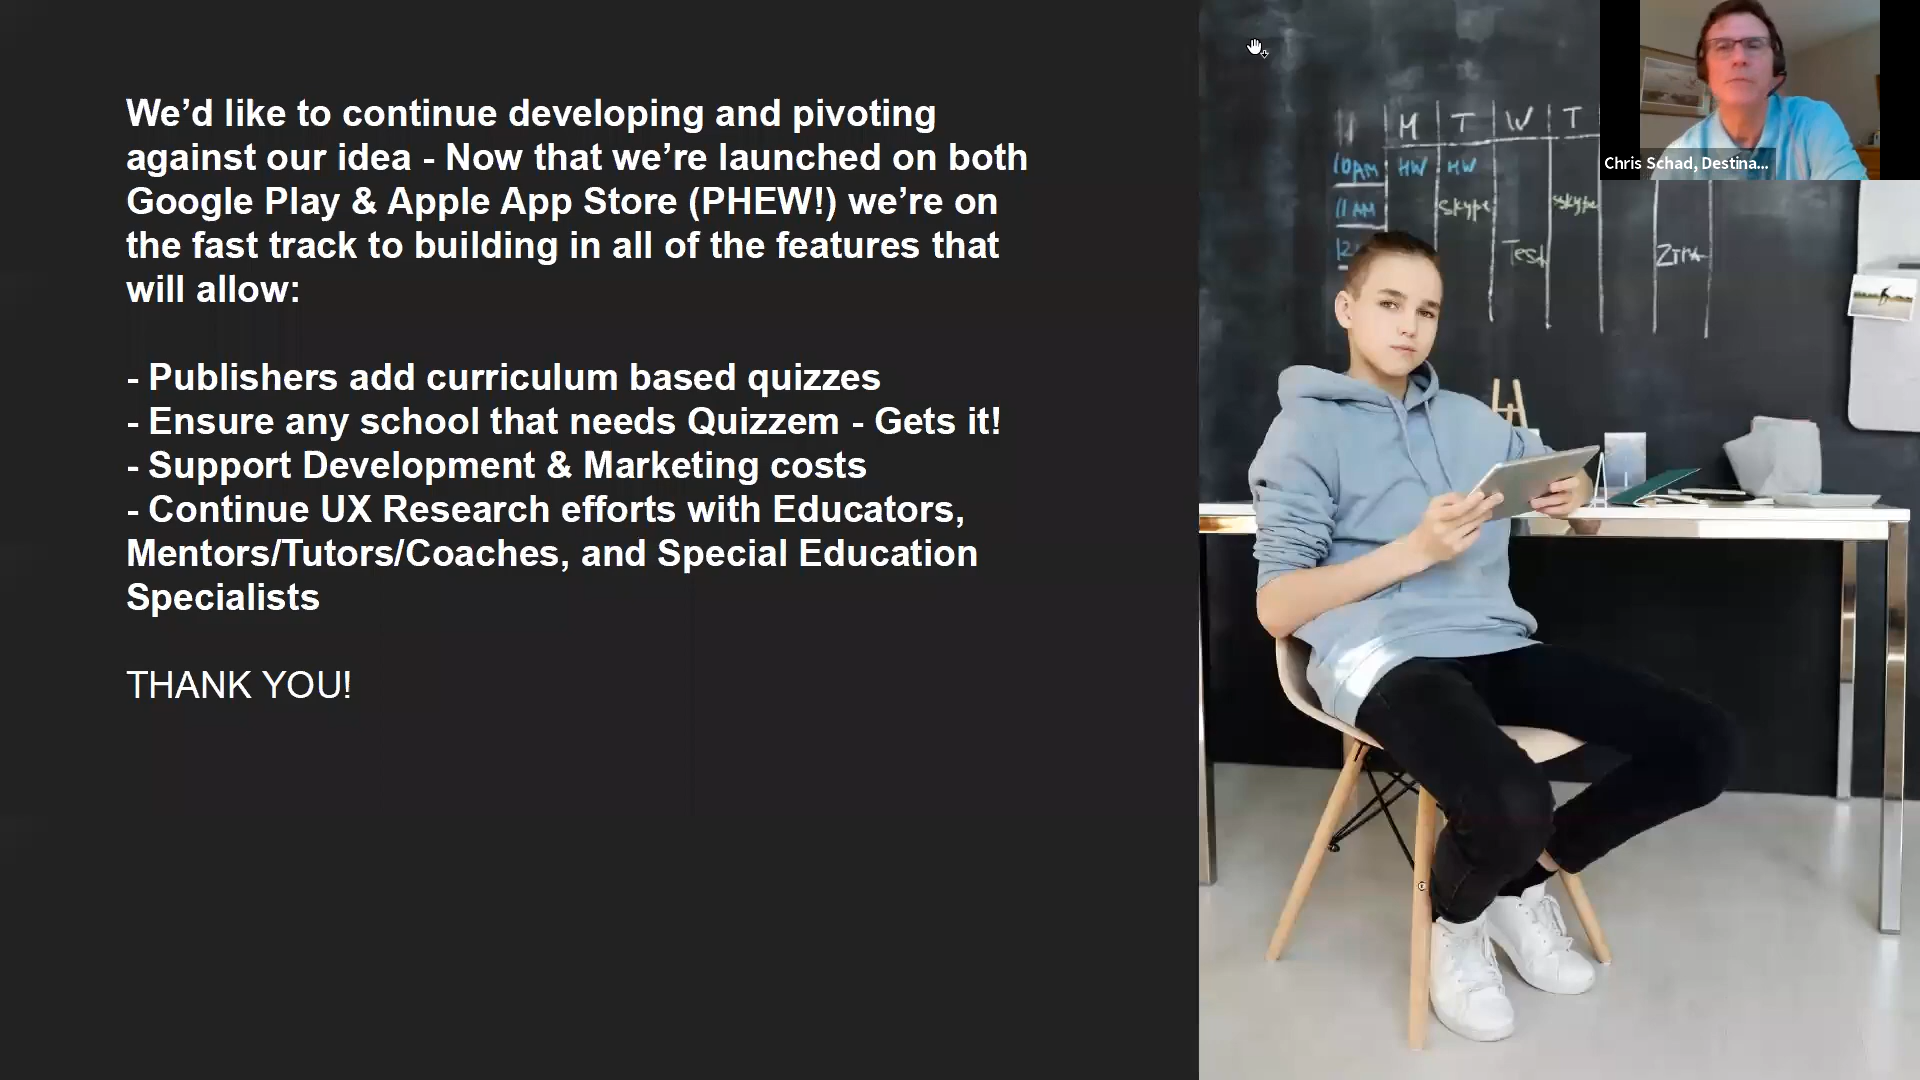 We’d like to continue developing and pivoting
against our idea - Now that we’re launched on both
Google Play & Apple App Store (PHEW!) we’re on
the fast track to building in all of the features that
will allow:
- Publishers add curriculum based quizzes
- Ensure any school that needs Quizzem - Gets it!
- Support Development & Marketing costs
- Continue UX Research efforts with Educators,
Mentors/Tutors/Coaches, and Special Education
Specialists
THANK YOU!
M T W T
10AM HW HW
11AM Skype Skype
Test
Chris Schad, Destina...